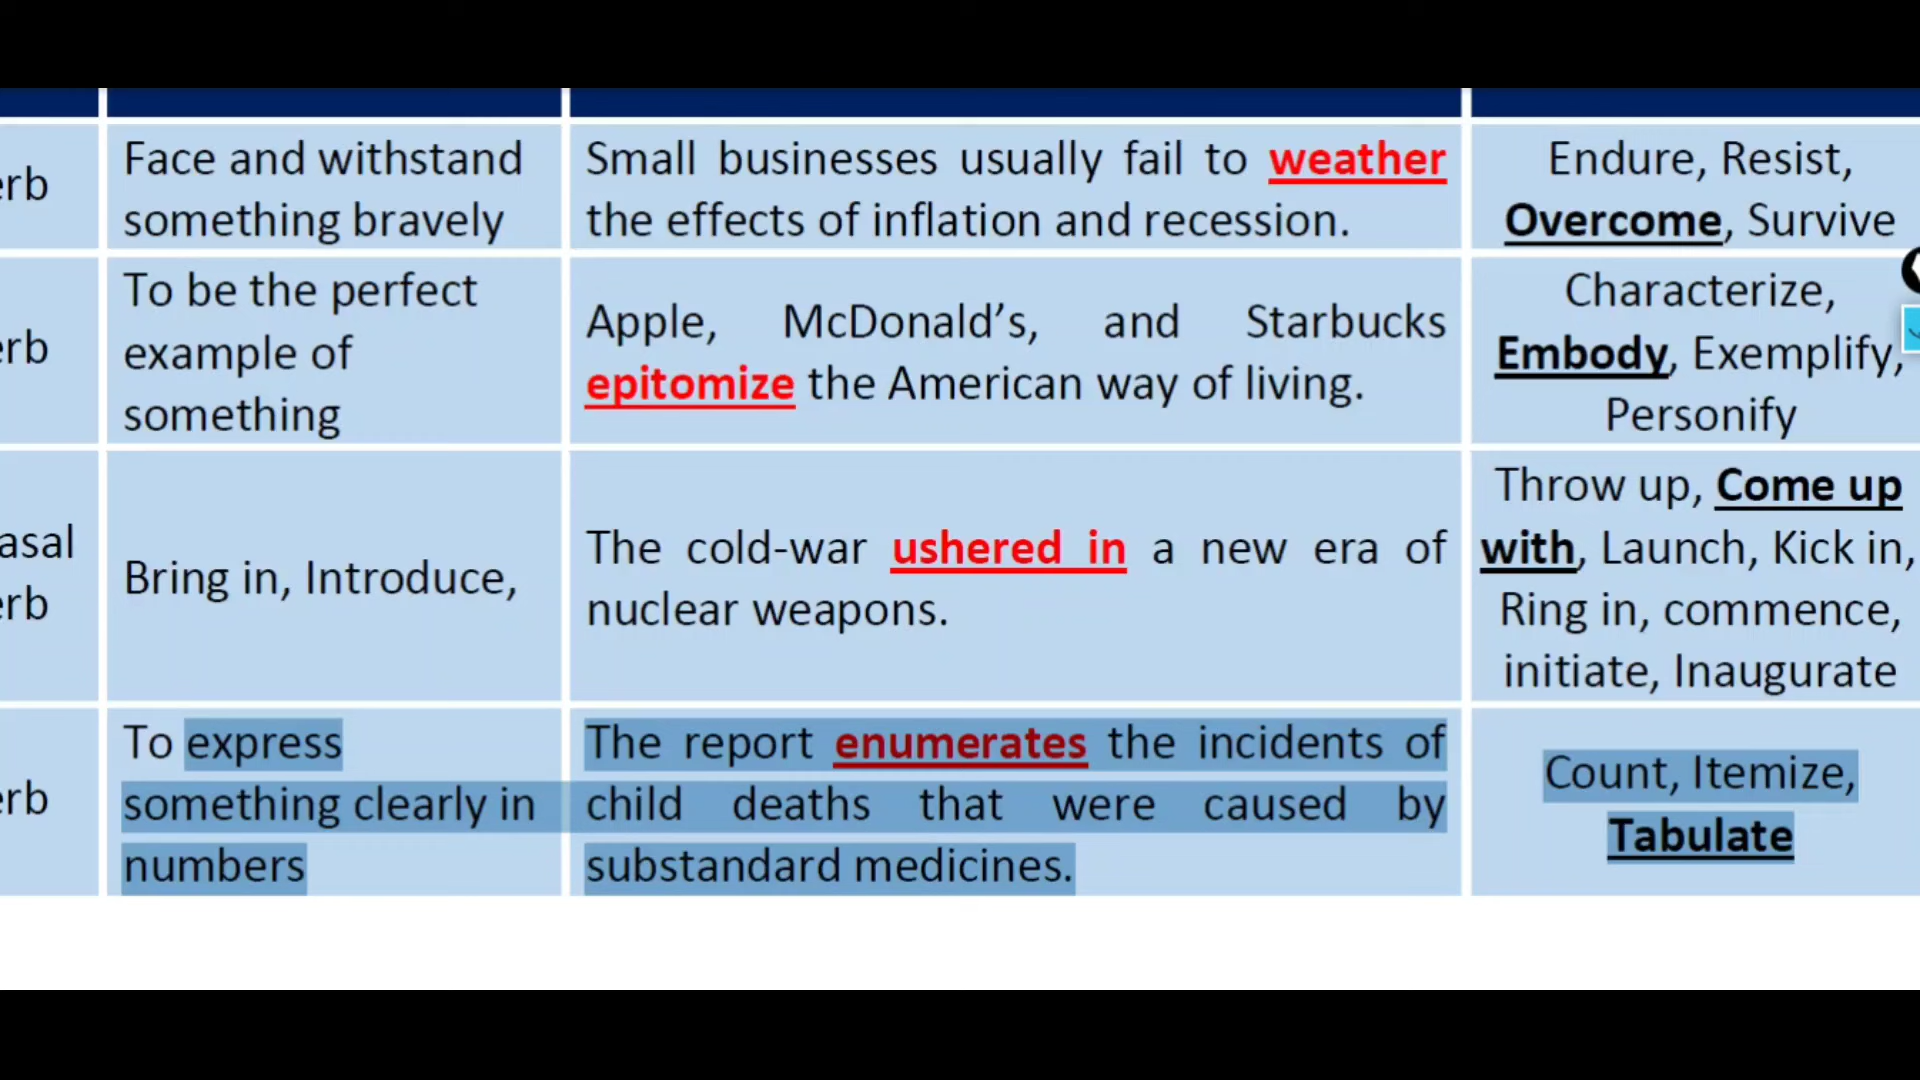 erb
Face and withstand
something bravely
Small businesses usually fail to weather
the effects of inflation and recession.
Endure, Resist,
Overcome, Survive
erb
To be the perfect
example of
something
Apple, McDonald’s, and Starbucks
epitomize the American way of living.
Characterize,
Embody, Exemplify,
Personify
asal
erb
Bring in, Introduce,
The cold-war ushered in a new era of
nuclear weapons.
Throw up, Come up
with, Launch, Kick in,
Ring in, commence,
initiate, Inaugurate
erb
To express
something clearly in
numbers
The report enumerates the incidents of
child deaths that were caused by
substandard medicines.
Count, Itemize,
Tabulate